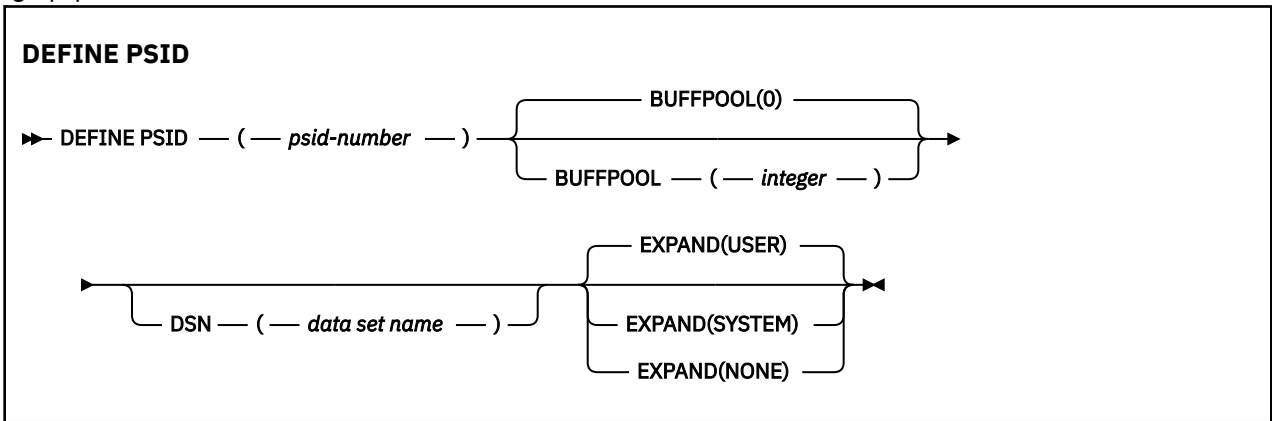 DEFINE PSID
BUFFPOOL(0)
DEFINE PSID ( psid-number )
BUFFPOOL ( integer )
EXPAND(USER)
DSN ( data set name )
EXPAND(SYSTEM)
EXPAND(NONE)